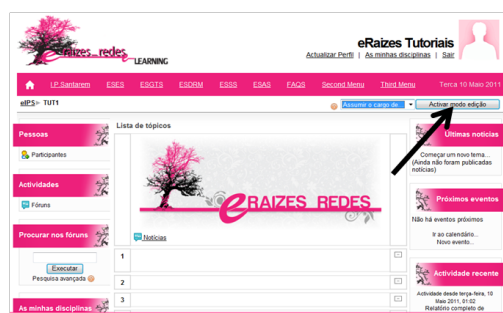 eraizes_redes LEARNING
eRaizes Tutoriais
Actualizar Perfil | As minhas disciplinas | Sair
I.P.Santarem ESES ESGTS ESDRM ESSS ESAS FAQS Second Menu Third Menu Terca 10 Maio 2011
eIPS ► TUT1
Assumir o cargo de... Activar modo edição
Pessoas
Participantes
Actividades
Fóruns
Procurar nos fóruns
Executar
Pesquisa avançada
As minhas disciplinas
Lista de tópicos
eRAIZES REDES
Notícias
1
2
3
Últimas notícias
Começar um novo tema...
(Ainda não foram publicadas
notícias)
Próximos eventos
Não há eventos próximos
Ir ao calendário...
Novo evento...
Actividade recente
Actividade desde terça-feira, 10
Maio 2011, 01:02
Relatório completo de